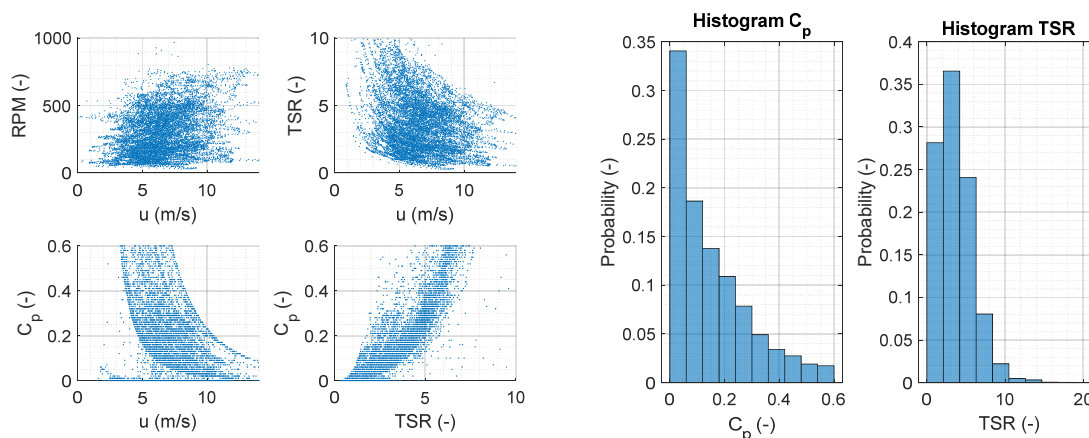 1000
500
0
RPM (-)
0 5 10
u (m/s)
10
5
0
TSR (-)
0 5 10
u (m/s)
0.6
0.4
0.2
0
C_p (-)
0 5 10
u (m/s)
0.6
0.4
0.2
0
C_p (-)
0 5 10
TSR (-)
Histogram C_p
0.35
0.3
0.25
0.2
0.15
0.1
0.05
0
Probability (-)
0 0.2 0.4 0.6
C_p (-)
Histogram TSR
0.4
0.35
0.3
0.25
0.2
0.15
0.1
0.05
0
Probability (-)
0 10 20
TSR (-)